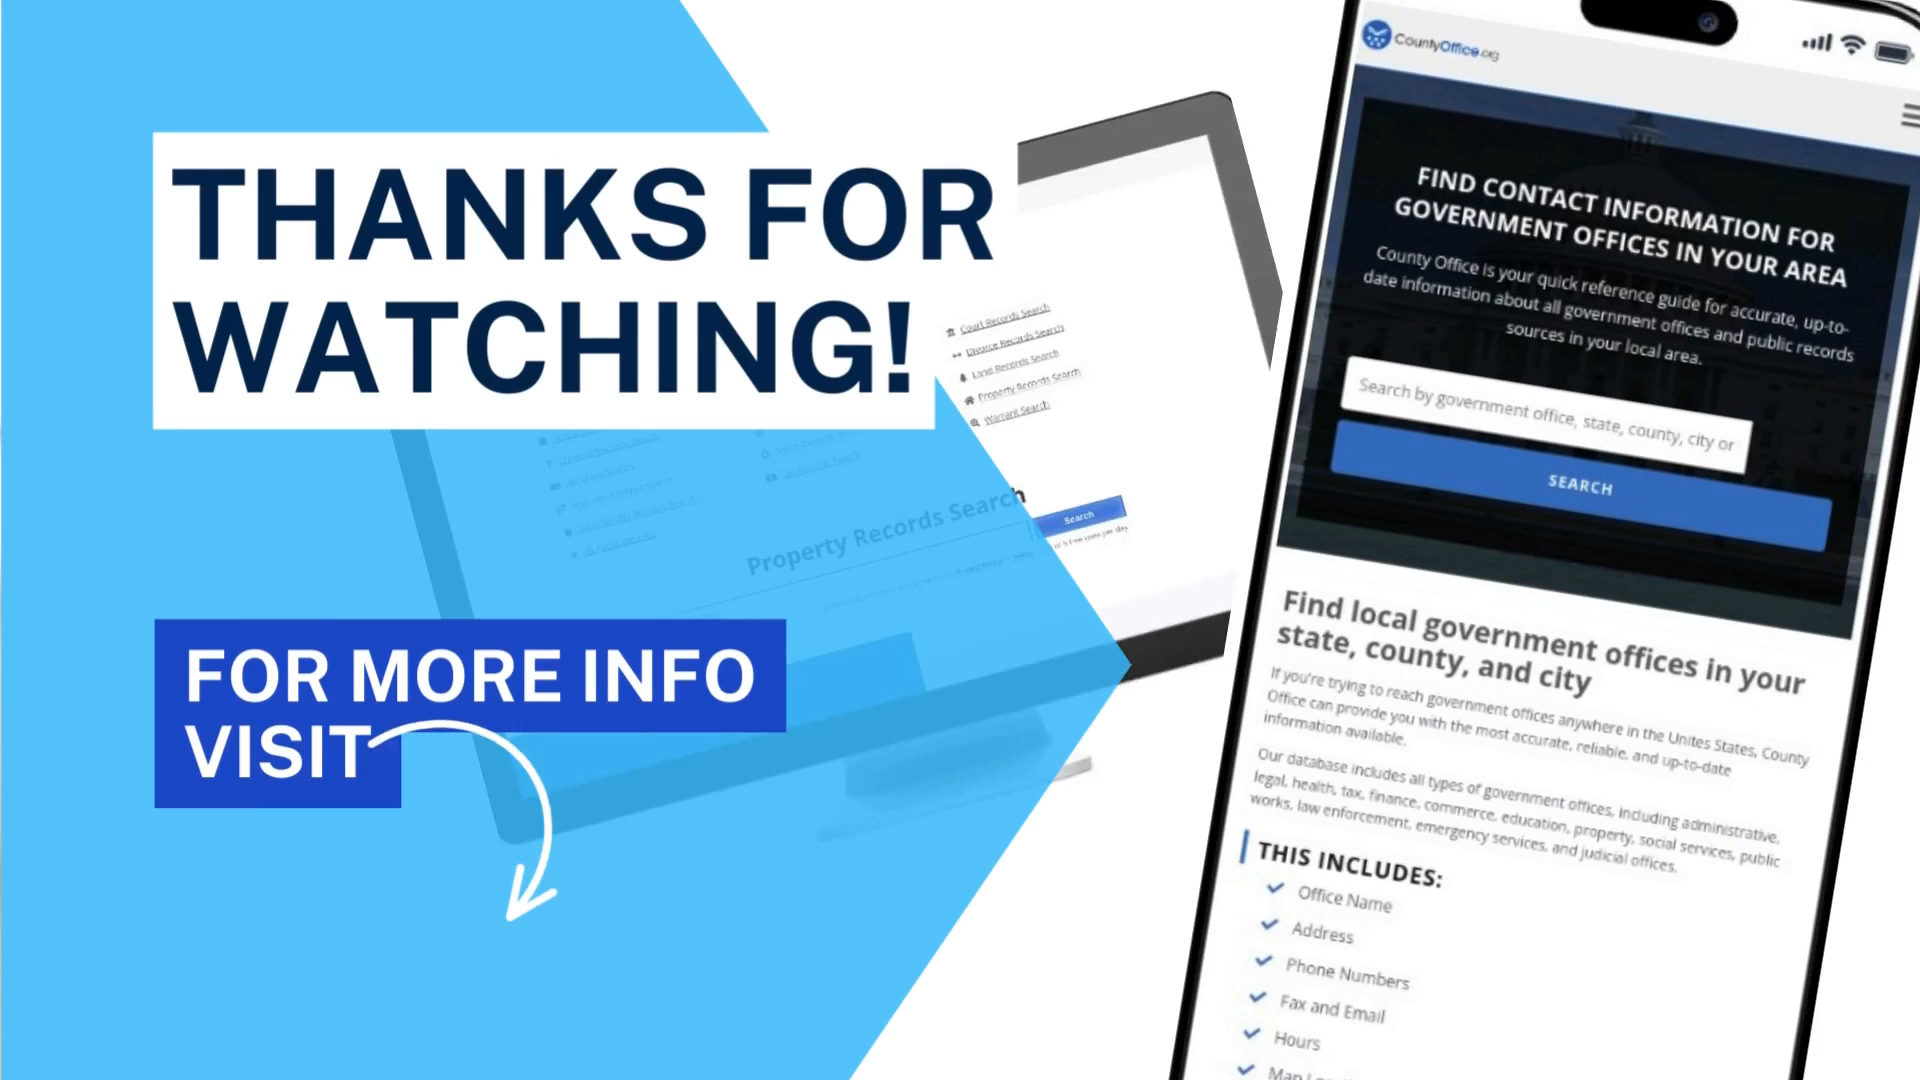 THANKS FOR
WATCHING!
FOR MORE INFO
VISIT
Court Records Search
Divorce Records Search
Land Records Search
Property Records Search
Warrant Search
Property Records Search
Search
CountyOffice.org
FIND CONTACT INFORMATION FOR
GOVERNMENT OFFICES IN YOUR AREA
County Office is your quick reference guide for accurate, up-to-
date information about all government offices and public records
sources in your local area.
Search by government office, state, county, city or
SEARCH
Find local government offices in your
state, county, and city
If you're trying to reach government offices anywhere in the Unites States, County
Office can provide you with the most accurate, reliable, and up-to-date
information available.
Our database includes all types of government offices, including administrative,
legal, health, tax, finance, commerce, education, property, social services, public
works, law enforcement, emergency services, and judicial offices.
THIS INCLUDES:
Office Name
Address
Phone Numbers
Fax and Email
Hours
Map